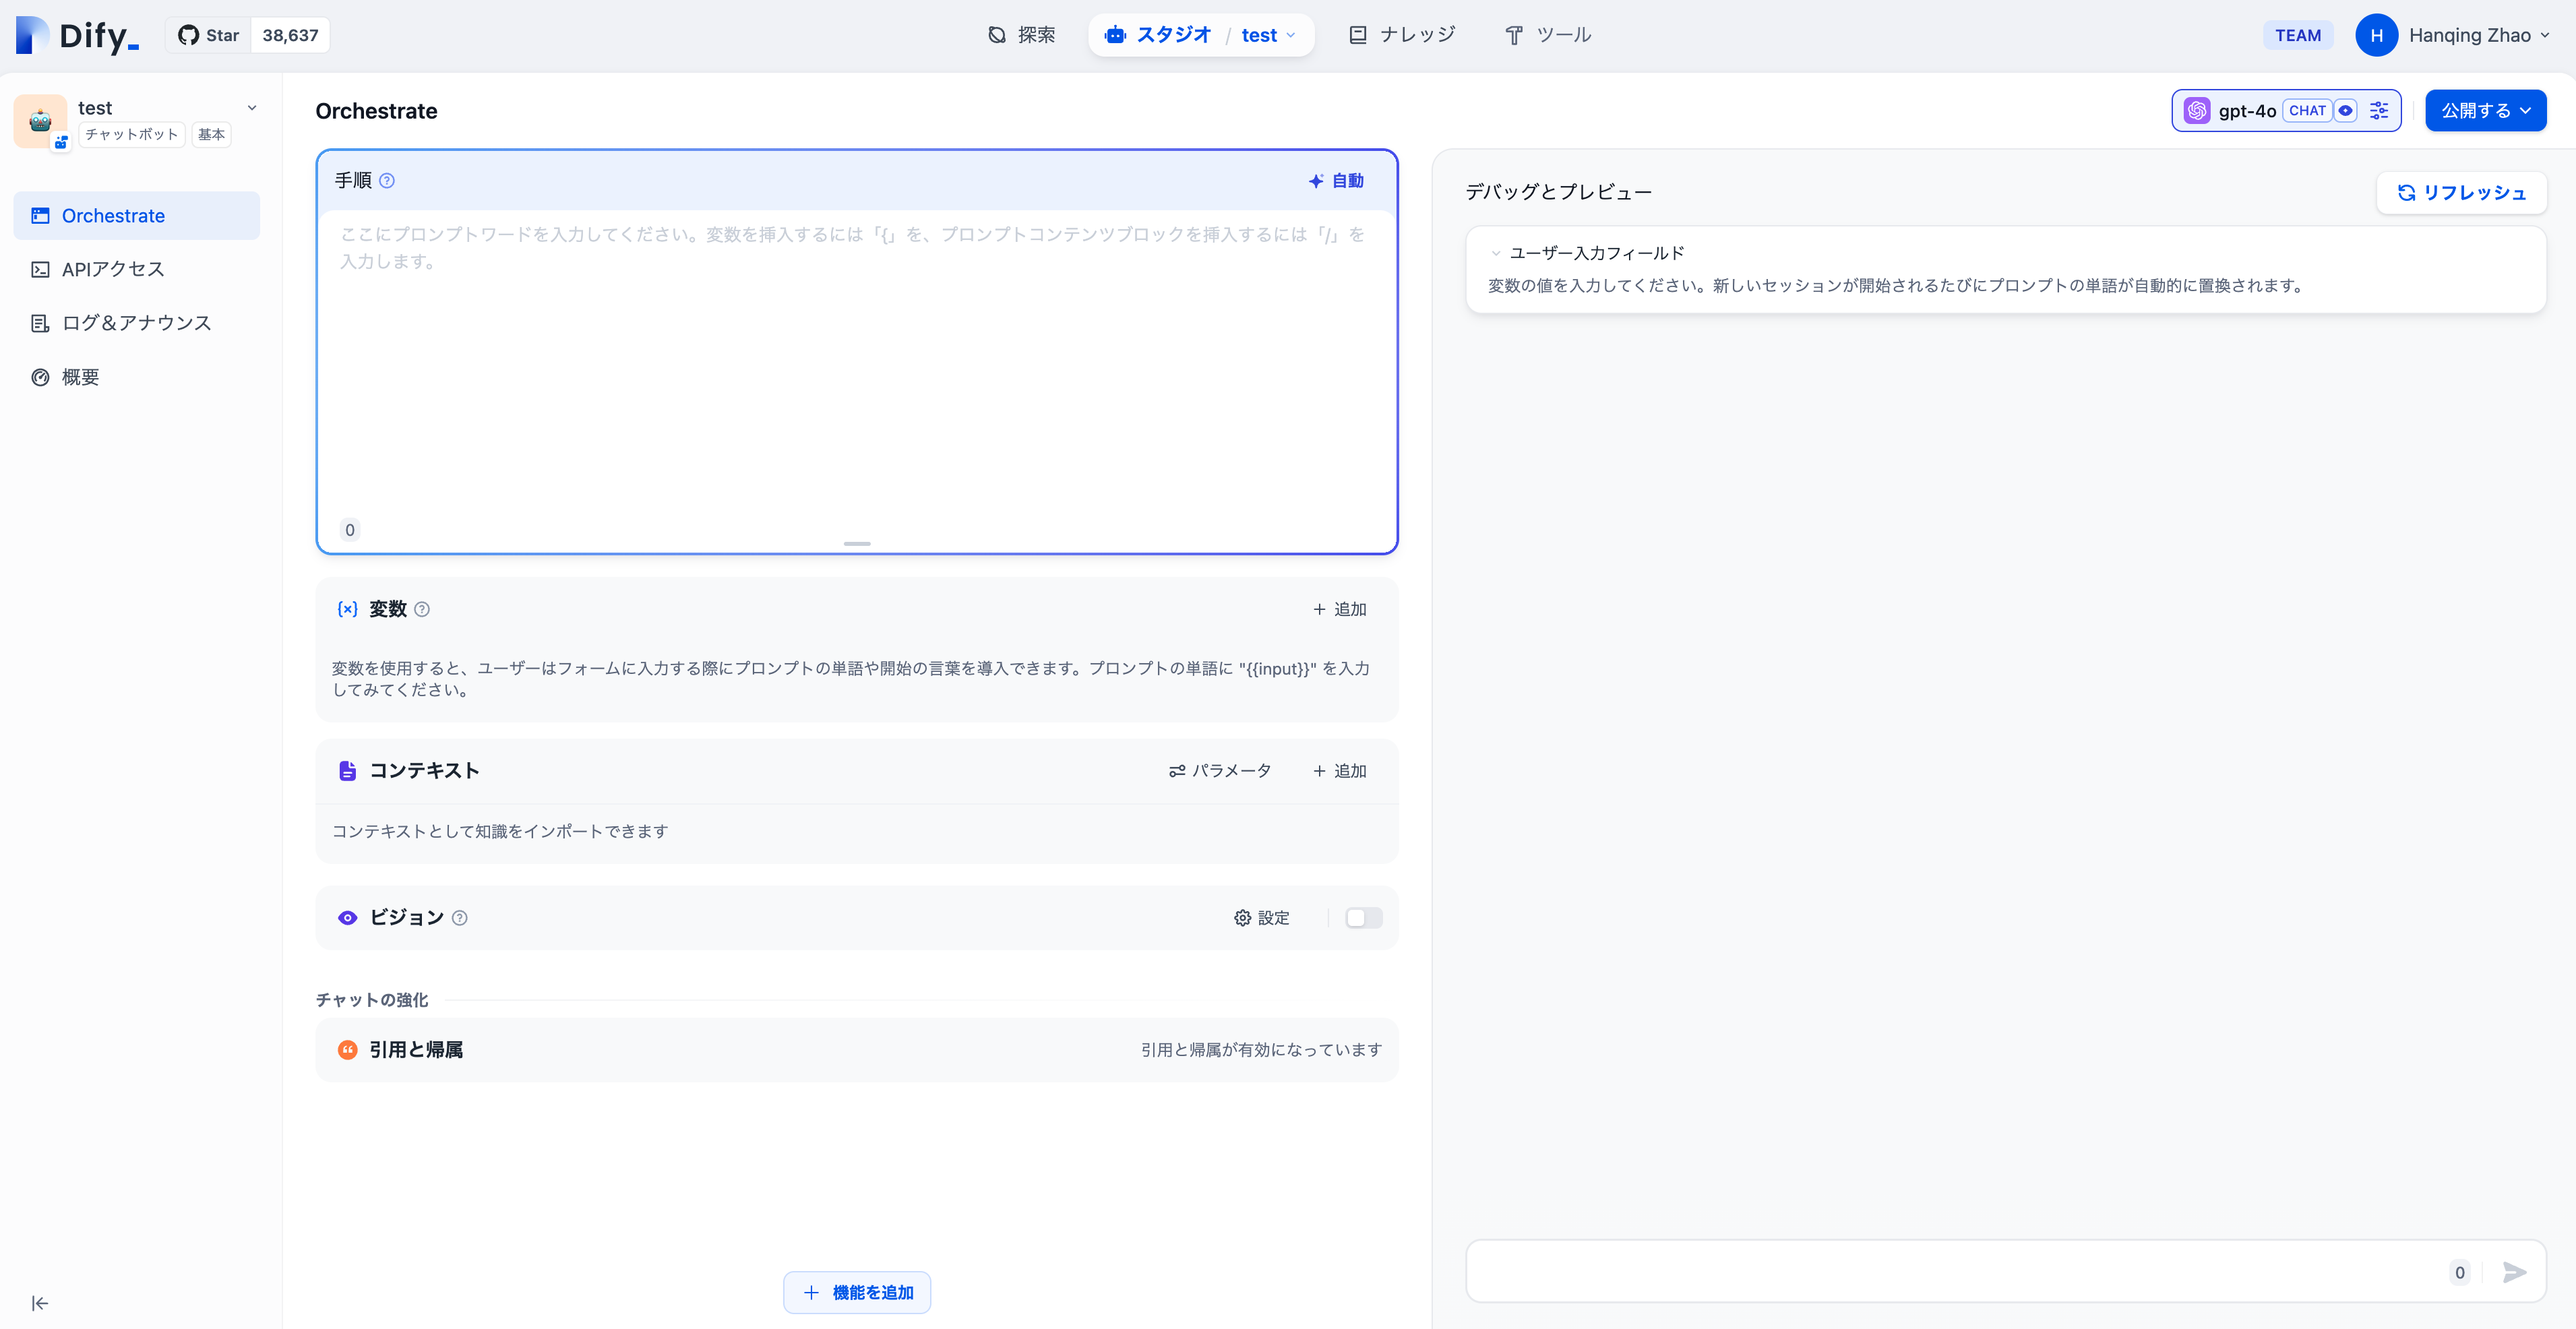 Dify_
Star 38,637
探索
スタジオ / test
ナレッジ
ツール
TEAM
H
Hanqing Zhao
test
チャットボット 基本
Orchestrate
APIアクセス
ログ＆アナウンス
概要
Orchestrate
gpt-4o CHAT
公開する
手順
自動
ここにプロンプトワードを入力してください。変数を挿入するには「{」を、プロンプトコンテンツブロックを挿入するには「/」を
入力します。
0
{x} 変数
+ 追加
変数を使用すると、ユーザーはフォームに入力する際にプロンプトの単語や開始の言葉を導入できます。プロンプトの単語に "{{input}}" を入力
してみてください。
コンテキスト
パラメータ
+ 追加
コンテキストとして知識をインポートできます
ビジョン
設定
チャットの強化
引用と帰属
引用と帰属が有効になっています
+ 機能を追加
デバッグとプレビュー
リフレッシュ
ユーザー入力フィールド
変数の値を入力してください。新しいセッションが開始されるたびにプロンプトの単語が自動的に置換されます。
0